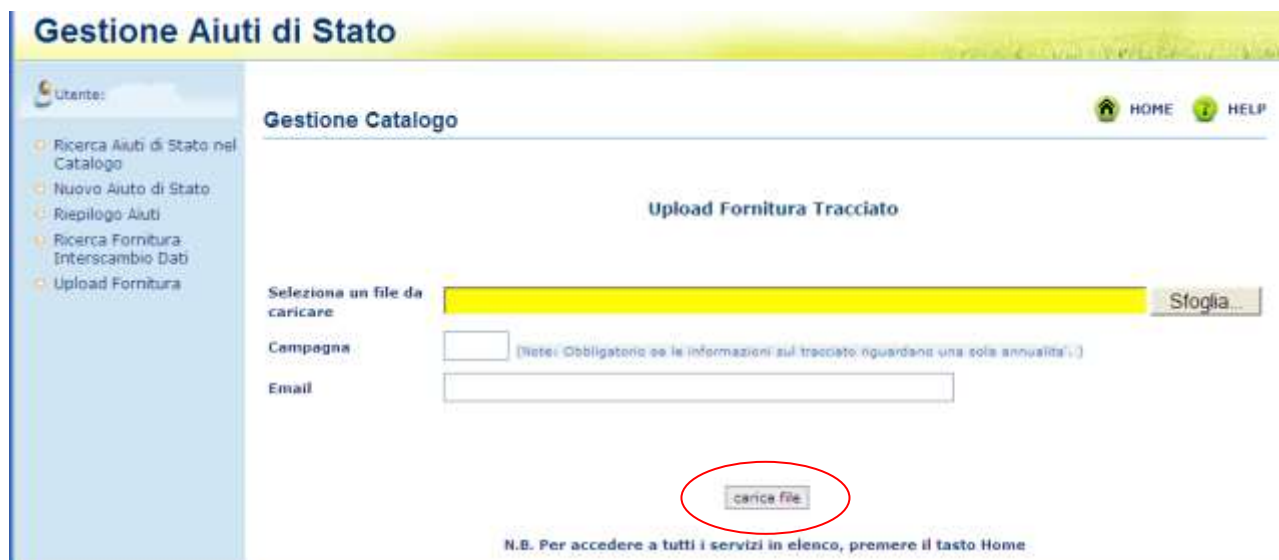 Gestione Aiuti di Stato
Utente:
Ricerca Aiuti di Stato nel
Catalogo
Nuovo Aiuto di Stato
Riepilogo Aiuti
Ricerca Fornitura
Interscambio Dati
Upload Fornitura
Gestione Catalogo
HOME
HELP
Upload Fornitura Tracciato
Seleziona un file da
caricare
Sfoglia...
Campagna
(Note: Obbligatorio se le informazioni sul tracciato riguardano una sola annualita'.)
Email
carica file
N.B. Per accedere a tutti i servizi in elenco, premere il tasto Home